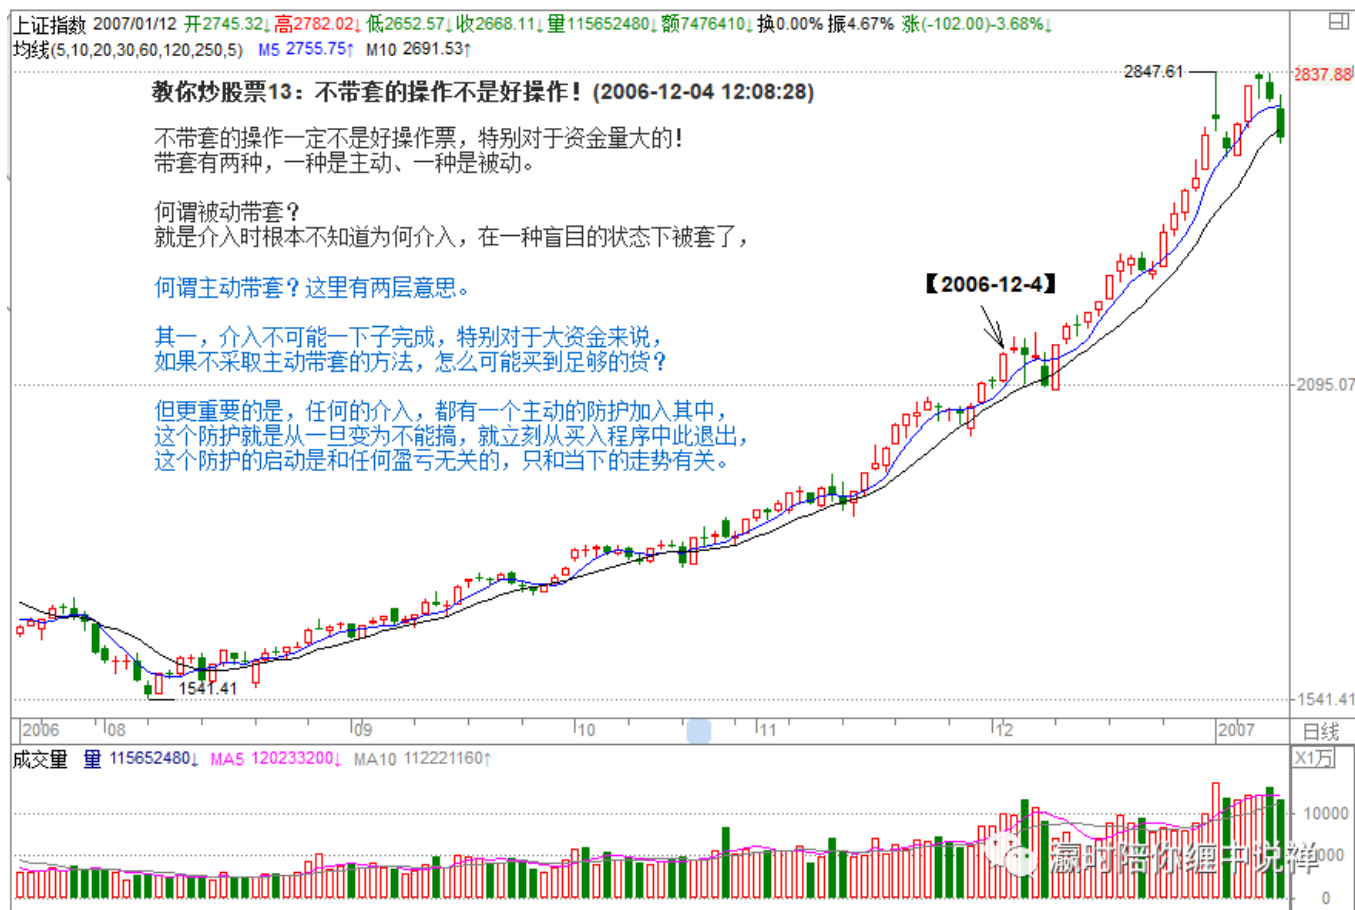 上证指数 2007/01/12 开2745.32↓ 高2782.02↓ 低2652.57↓ 收2668.11↓ 量115652480↓ 额7476410↓ 换0.00% 振4.67% 涨(-102.00)-3.68%↓
均线(5,10,20,30,60,120,250,5) M5 2755.75↑ M10 2691.53↑
2847.61
2837.88
教你炒股票13：不带套的操作不是好操作！(2006-12-04 12:08:28)
不带套的操作一定不是好操作票，特别对于资金量大的！
带套有两种，一种是主动、一种是被动。
何谓被动带套？
就是介入时根本不知道为何介入，在一种盲目的状态下被套了，
何谓主动带套？这里有两层意思。
【2006-12-4】
其一，介入不可能一下子完成，特别对于大资金来说，
如果不采取主动带套的方法，怎么可能买到足够的货？
2095.07
但更重要的是，任何的介入，都有一个主动的防护加入其中，
这个防护就是从一旦变为不能搞，就立刻从买入程序中此退出，
这个防护的启动是和任何盈亏无关的，只和当下的走势有关。
1541.41
1541.41
2006 08 09 10 11 12 2007 日线
成交量 量 115652480↓ MA5 120233200↓ MA10 112221160↑ X1万
10000
赢时陪你缠中说禅
0